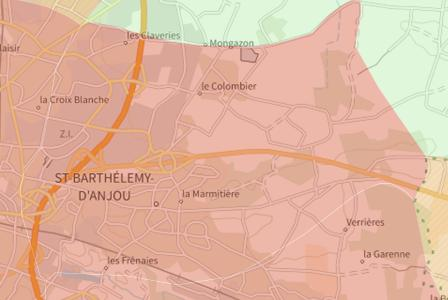 les Claveries
Mongazon
laisir
le Colombier
la Croix Blanche
Z.I.
ST-BARTHÉLEMY-
D'ANJOU
la Marmitière
Verrières
la Garenne
les Frênaies